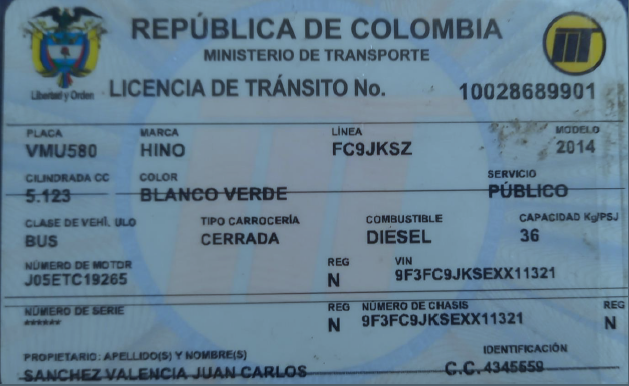 REPÚBLICA DE COLOMBIA
MINISTERIO DE TRANSPORTE
Libertad y Orden
LICENCIA DE TRÁNSITO No. 10028689901
PLACA MARCA LÍNEA MODELO
VMU580 HINO FC9JKSZ 2014
CILINDRADA CC COLOR SERVICIO
5.123 BLANCO VERDE PÚBLICO
CLASE DE VEHÍ, ULO TIPO CARROCERÍA COMBUSTIBLE CAPACIDAD Kg/PSJ
BUS CERRADA DIESEL 36
NÚMERO DE MOTOR REG VIN
J05ETC19265 N 9F3FC9JKSEXX11321
NÚMERO DE SERIE REG NÚMERO DE CHASIS REG
****** N 9F3FC9JKSEXX11321 N
PROPIETARIO: APELLIDO(S) Y NOMBRE(S) IDENTIFICACIÓN
SANCHEZ VALENCIA JUAN CARLOS C.C. 4345559